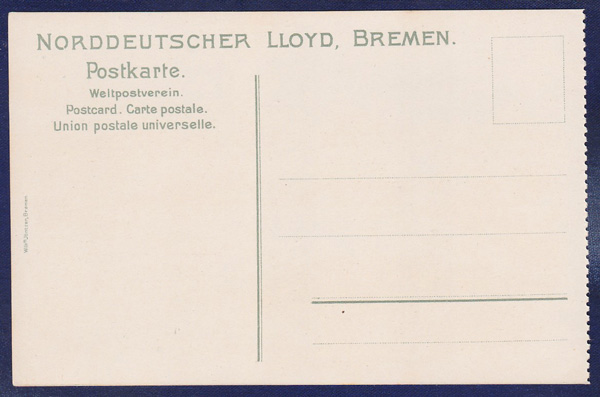 NORDDEUTSCHER LLOYD, BREMEN.
Postkarte.
Weltpostverein.
Postcard. Carte postale.
Union postale universelle.